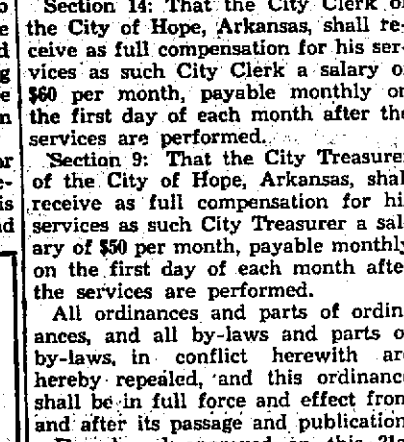 Section 14: That the City Clerk o
the City of Hope, Arkansas, shall re-
ceive as full compensation for his ser-
vices as such City Clerk a salary o
$60 per month, payable monthly on
the first day of each month after the
services are performed.
Section 9: That the City Treasurer
of the City of Hope, Arkansas, shal
receive as full compensation for hi
services as such City Treasurer a sal
ary of $50 per month, payable monthly
on the first day of each month afte
the services are performed.
All ordinances and parts of ordin
ances, and all by-laws and parts o
by-laws, in conflict herewith are
hereby repealed, and this ordinance
shall be in full force and effect from
and after its passage and publication